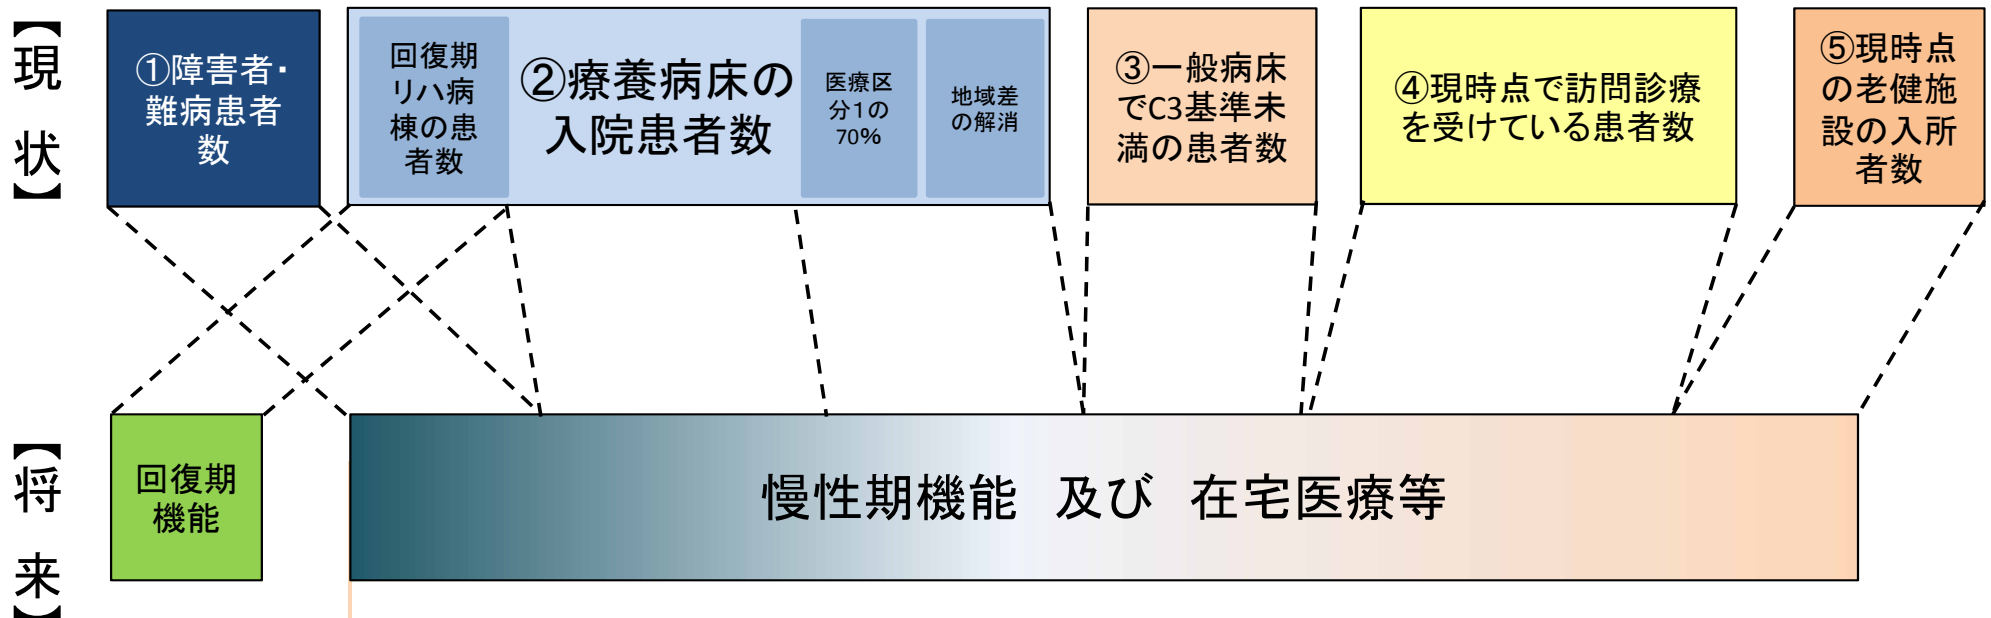 【現状】
①障害者・
難病患者
数
回復期
リハ病
棟の患
者数
②療養病床の
入院患者数
医療区
分1の
70%
地域差
の解消
③一般病床
でC3基準未
満の患者数
④現時点で訪問診療
を受けている患者数
⑤現時点
の老健施
設の入所
者数
【将来】
回復期
機能
慢性期機能　及び　在宅医療等